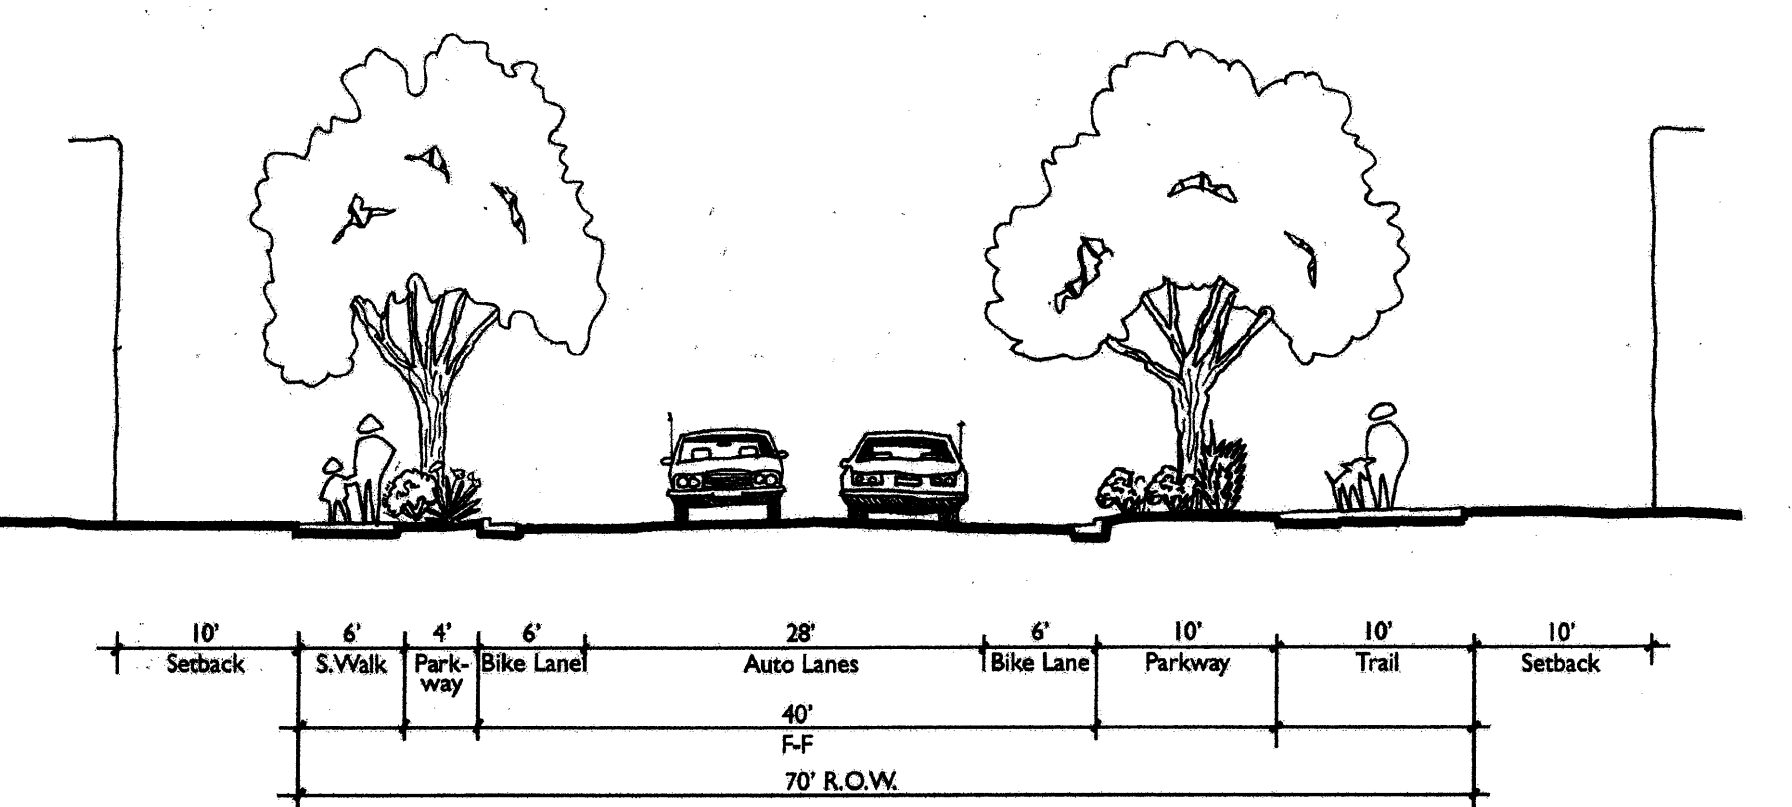 10' 6' 4' 6' 28' 6' 10' 10' 10'
Setback S.Walk Park- Bike Lane Auto Lanes Bike Lane Parkway Trail Setback
way
40'
F-F
70' R.O.W.